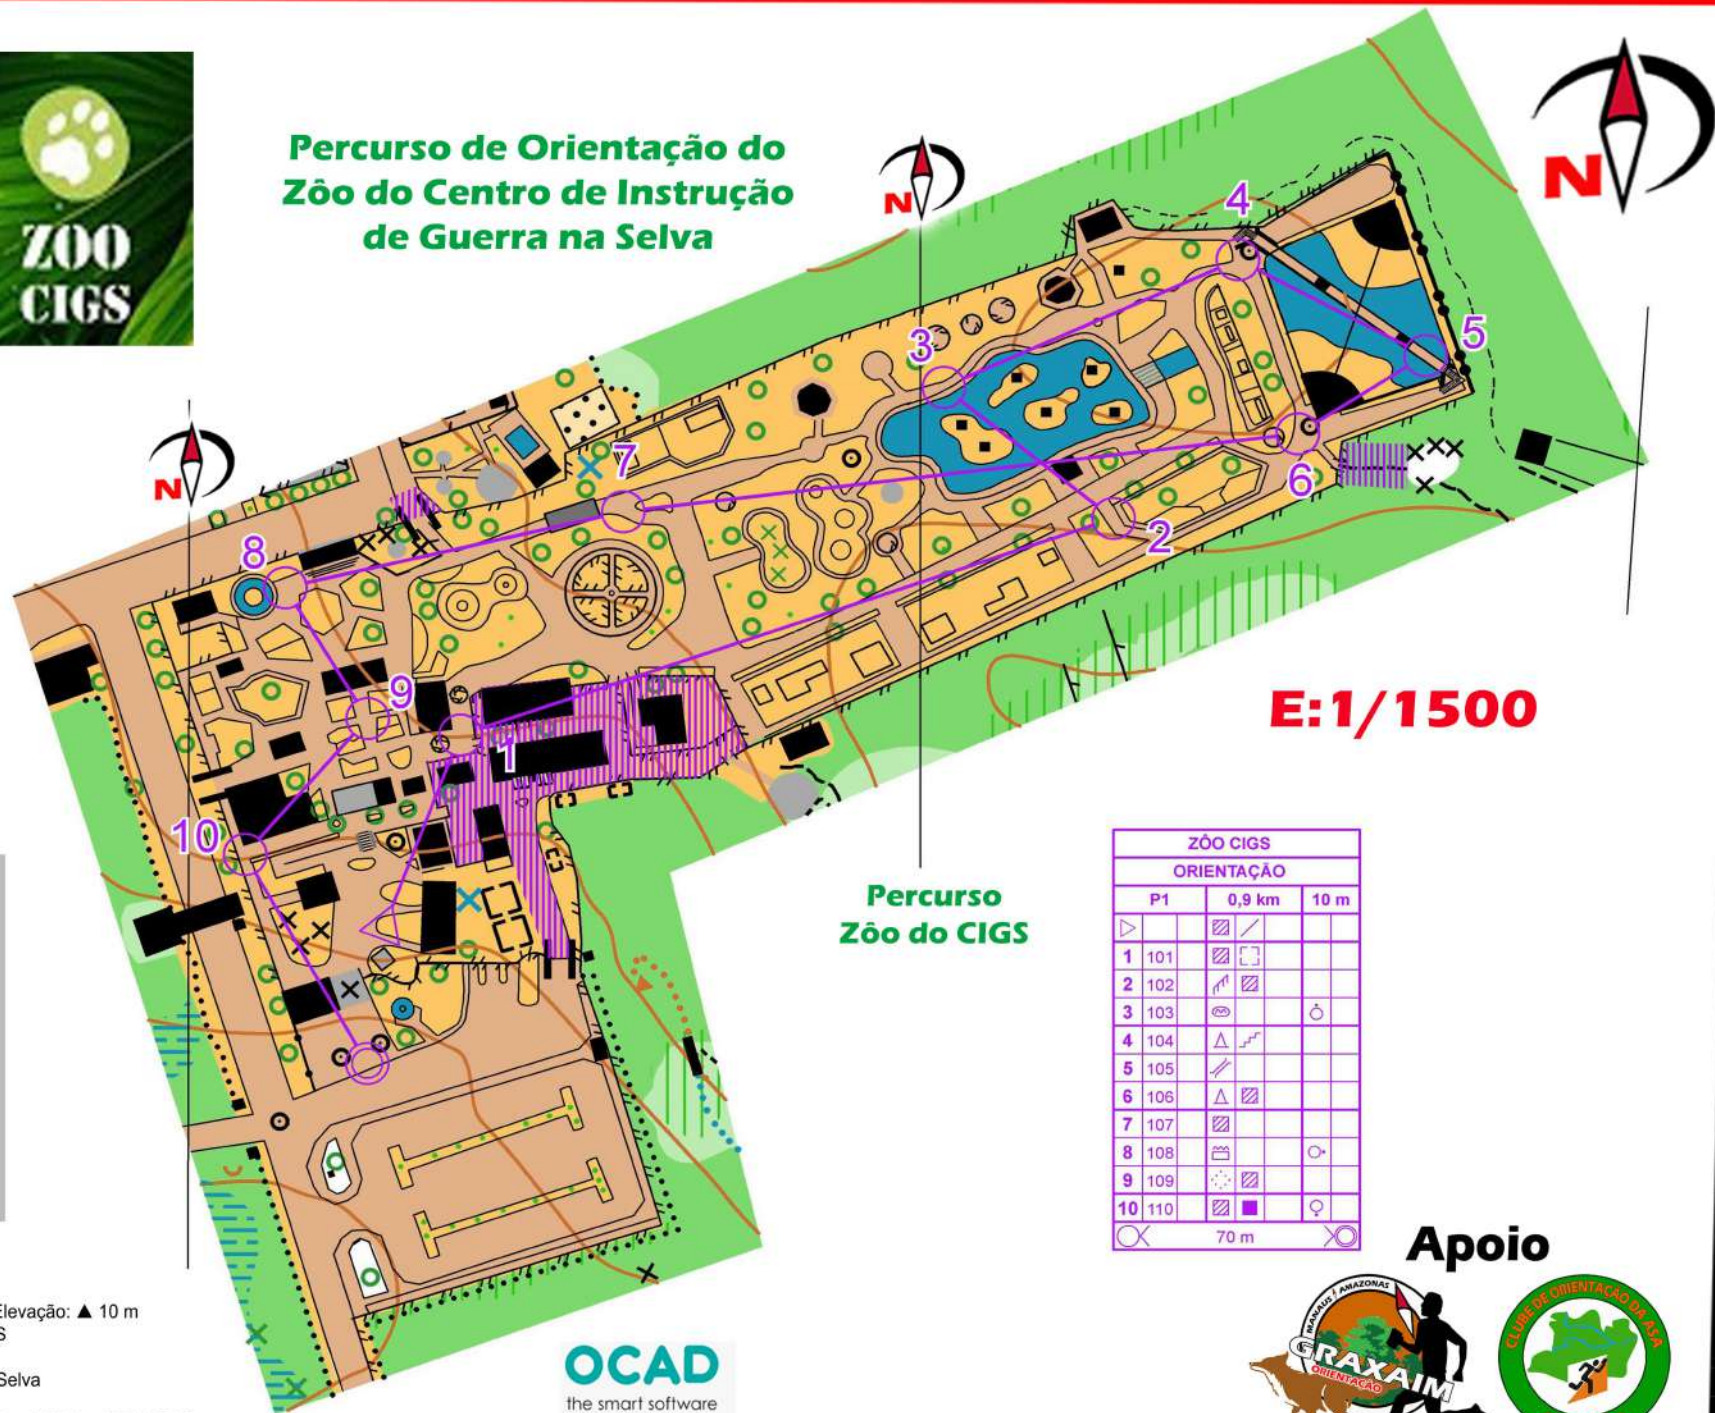 ZOO
CIGS
Percurso de Orientação do
Zôo do Centro de Instrução
de Guerra na Selva
N
N
N
4
5
3
6
7
2
8
9
1
10
E:1/1500
Percurso
Zôo do CIGS
ZÔO CIGS
ORIENTAÇÃO
P1 0,9 km 10 m
1 101
2 102
3 103
4 104
5 105
6 106
7 107
8 108
9 109
10 110
70 m
Apoio
MANAUS AMAZONAS
GRAXAIM
ORIENTAÇÃO
CLUBE DE ORIENTAÇÃO DA ASA
Elevação: ▲ 10 m
S
Selva
OCAD
the smart software